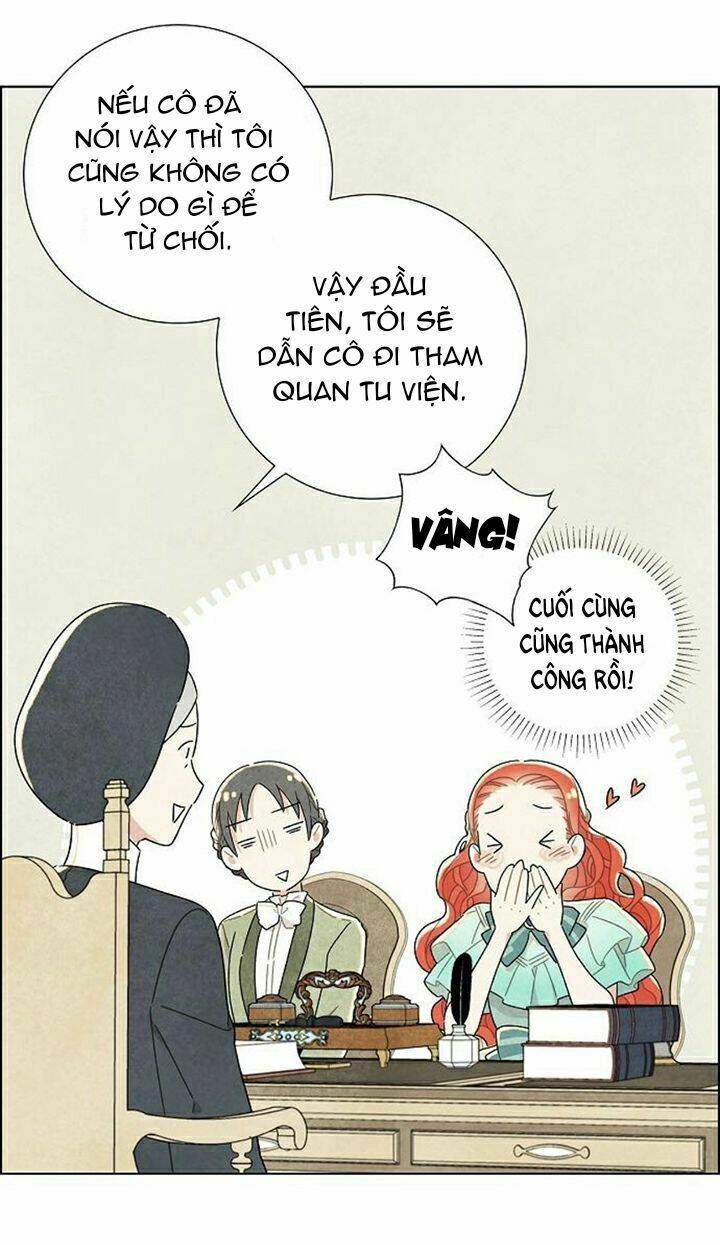 NẾU CÔ ĐÃ
NÓI VẬY THÌ TÔI
CŨNG KHÔNG CÓ
LÝ DO GÌ ĐỂ
TỪ CHỐI.
VẬY ĐẦU
TIÊN, TÔI SẼ
DẪN CÔ ĐI THAM
QUAN TU VIỆN.
VÂNG!
CUỐI CÙNG
CŨNG THÀNH
CÔNG RỒI!